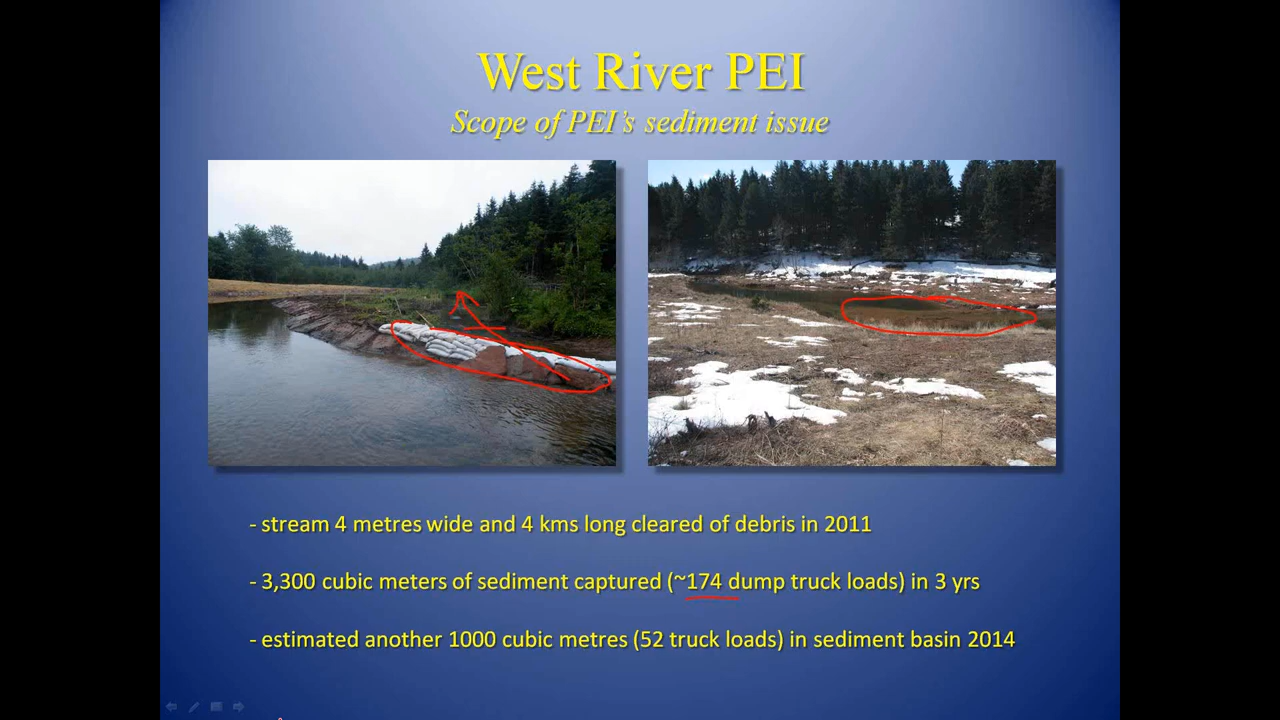 West River PEI
Scope of PEI's sediment issue
- stream 4 metres wide and 4 kms long cleared of debris in 2011
- 3,300 cubic meters of sediment captured (~174 dump truck loads) in 3 yrs
- estimated another 1000 cubic metres (52 truck loads) in sediment basin 2014